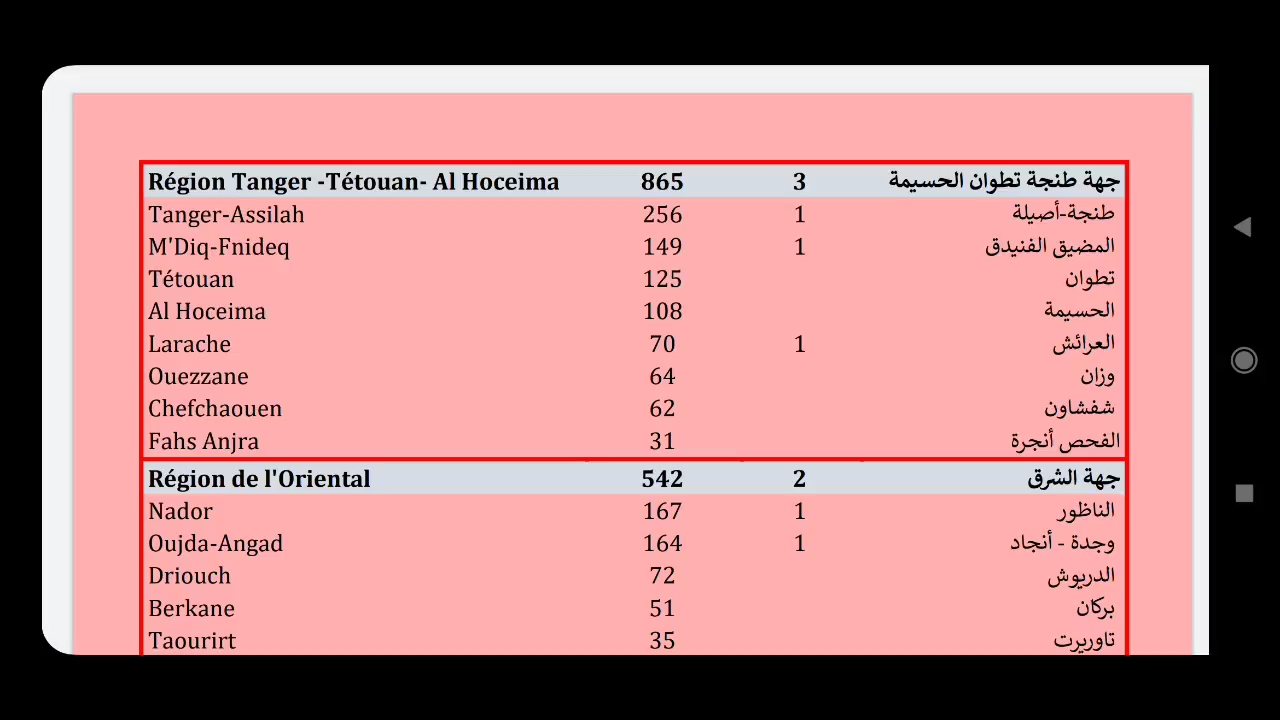 Région Tanger -Tétouan- Al Hoceima 865 3 جهة طنجة تطوان الحسيمة
Tanger-Assilah 256 1 طنجة-أصيلة
M'Diq-Fnideq 149 1 المضيق الفنيدق
Tétouan 125 تطوان
Al Hoceima 108 الحسيمة
Larache 70 1 العرائش
Ouezzane 64 وزان
Chefchaouen 62 شفشاون
Fahs Anjra 31 الفحص أنجرة
Région de l'Oriental 542 2 جهة الشرق
Nador 167 1 الناظور
Oujda-Angad 164 1 وجدة - أنجاد
Driouch 72 الدريوش
Berkane 51 بركان
Taourirt 35 تاوريرت